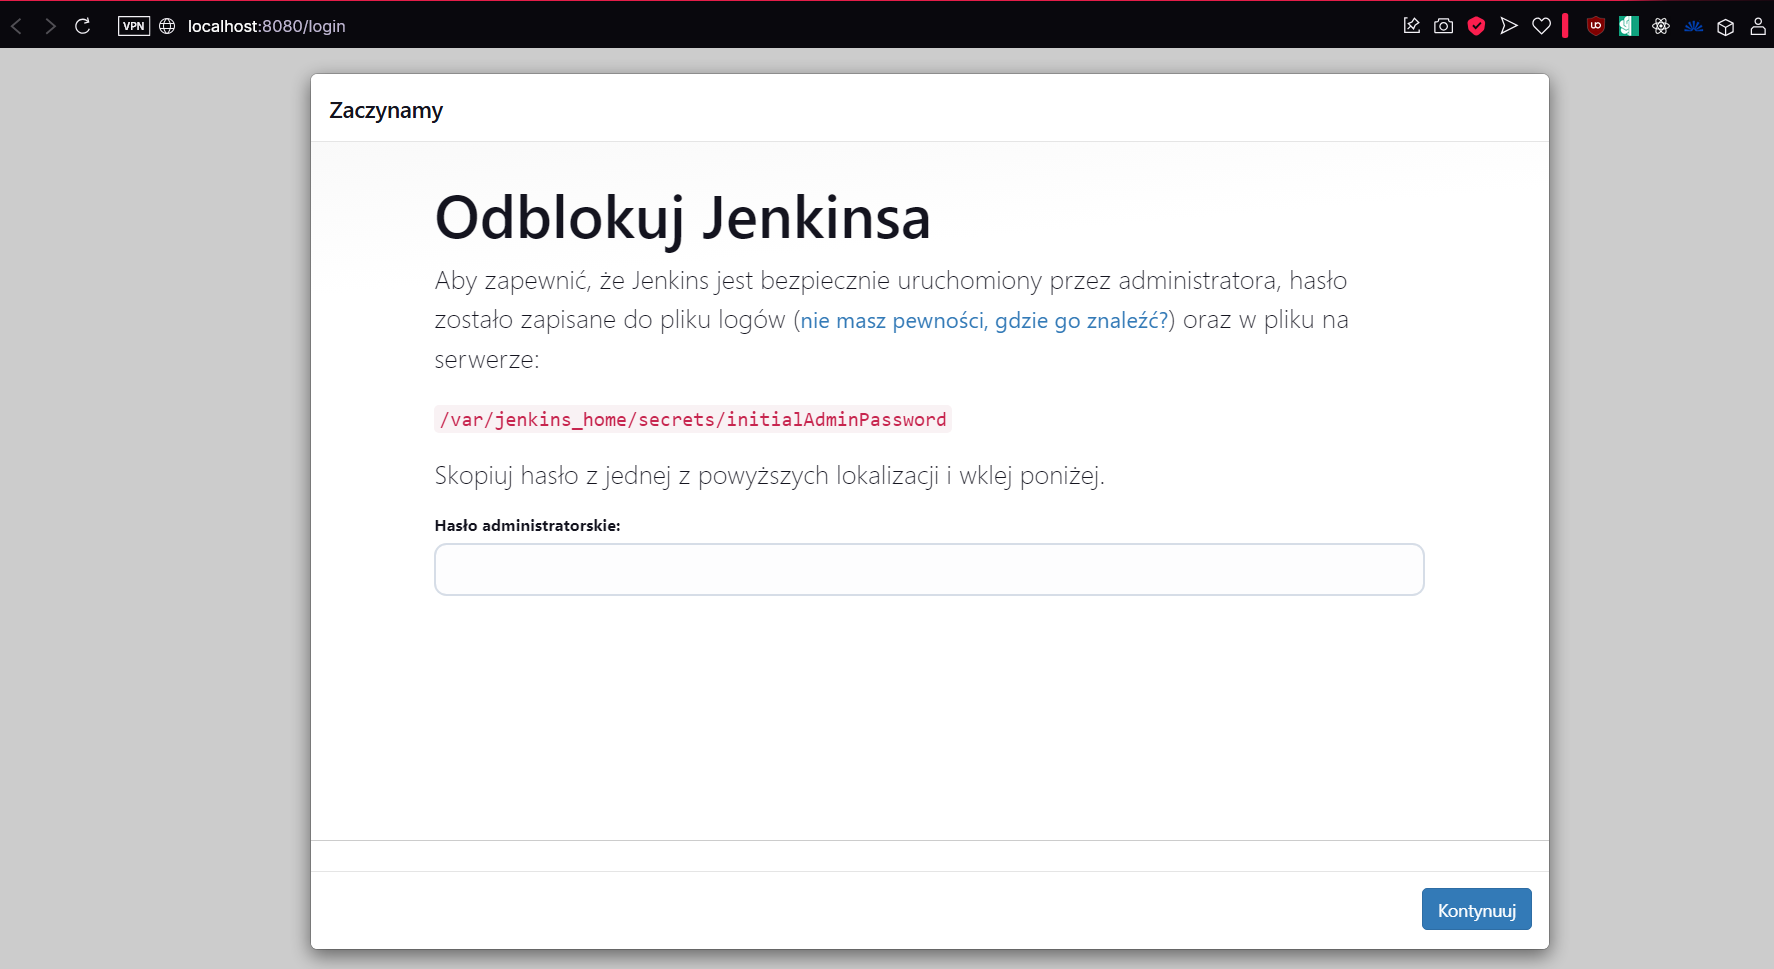 VPN
localhost:8080/login
Zaczynamy
Odblokuj Jenkinsa
Aby zapewnić, że Jenkins jest bezpiecznie uruchomiony przez administratora, hasło
zostało zapisane do pliku logów (nie masz pewności, gdzie go znaleźć?) oraz w pliku na
serwerze:
/var/jenkins_home/secrets/initialAdminPassword
Skopiuj hasło z jednej z powyższych lokalizacji i wklej poniżej.
Hasło administratorskie:
Kontynuuj